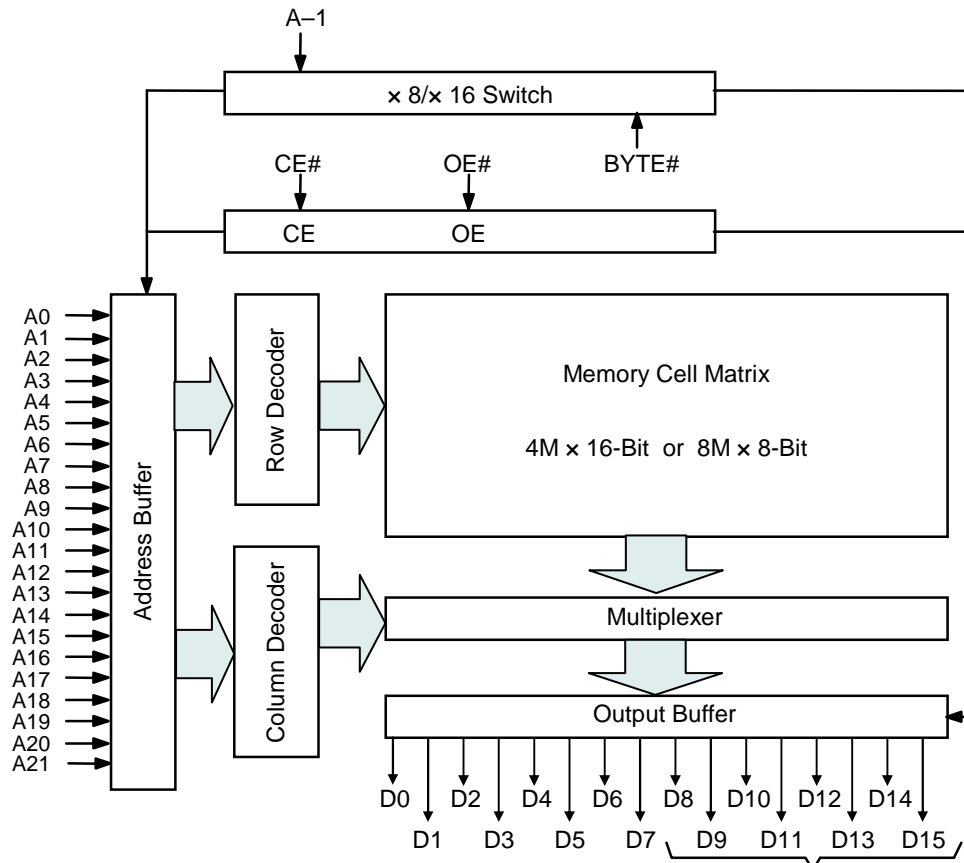 A–1
× 8/× 16 Switch
CE# OE# BYTE#
CE OE
A0
A1
A2
A3
A4
A5
A6
A7
A8
A9
A10
A11
A12
A13
A14
A15
A16
A17
A18
A19
A20
A21
Address Buffer
Row Decoder
Column Decoder
Memory Cell Matrix
4M × 16-Bit or 8M × 8-Bit
Multiplexer
Output Buffer
D0 D2 D4 D6 D8 D10 D12 D14
D1 D3 D5 D7 D9 D11 D13 D15